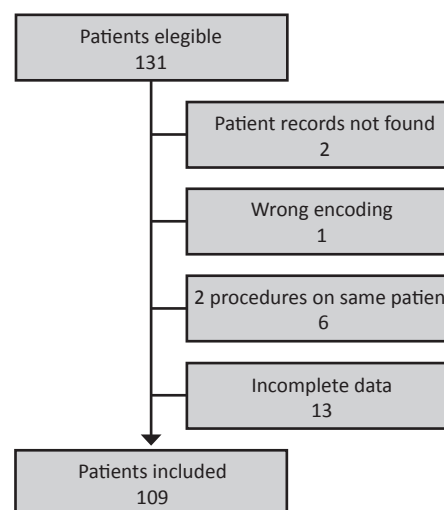 Patients elegible
131
Patient records not found
2
Wrong encoding
1
2 procedures on same patien
6
Incomplete data
13
Patients included
109